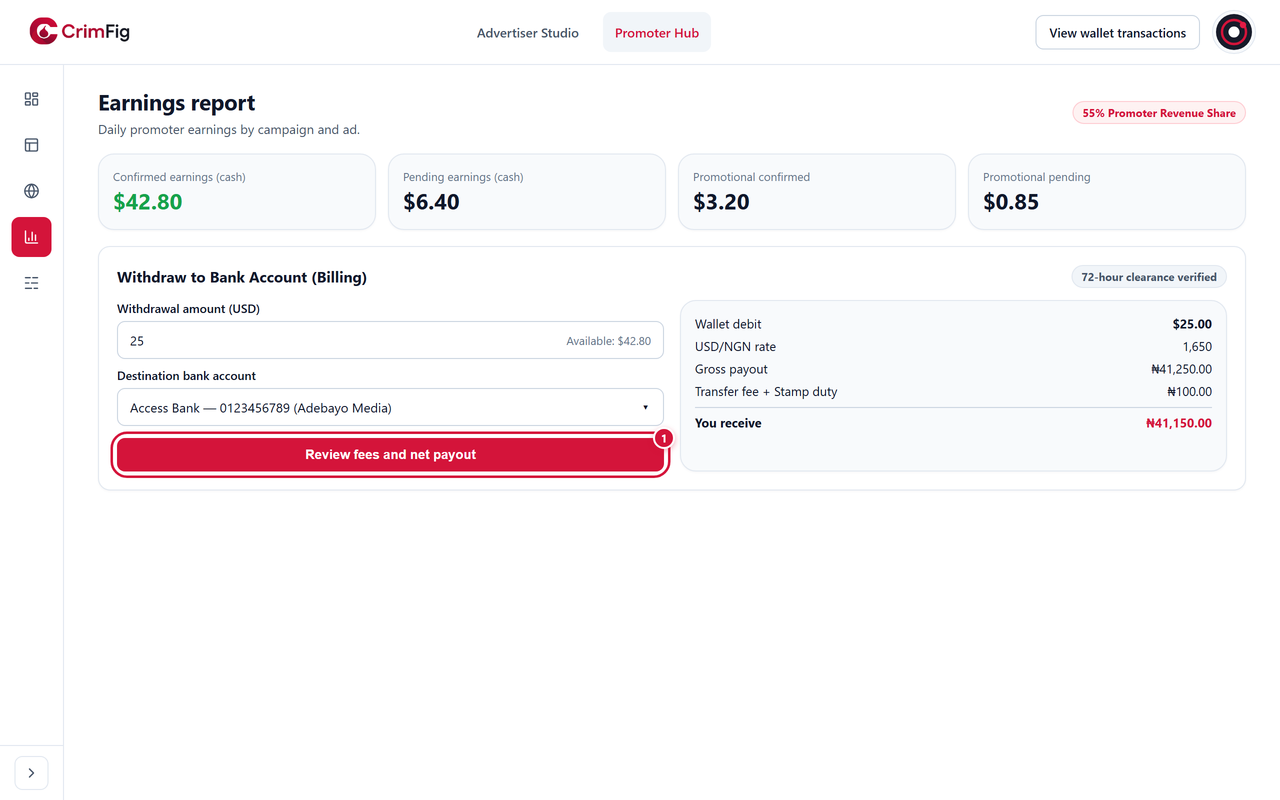 CrimFig
Advertiser Studio
Promoter Hub
View wallet transactions
Earnings report
Daily promoter earnings by campaign and ad.
55% Promoter Revenue Share
Confirmed earnings (cash)
$42.80
Pending earnings (cash)
$6.40
Promotional confirmed
$3.20
Promotional pending
$0.85
Withdraw to Bank Account (Billing)
72-hour clearance verified
Withdrawal amount (USD)
25
Available: $42.80
Destination bank account
Access Bank — 0123456789 (Adebayo Media)
Review fees and net payout
1
Wallet debit $25.00
USD/NGN rate 1,650
Gross payout ₦41,250.00
Transfer fee + Stamp duty ₦100.00
You receive ₦41,150.00